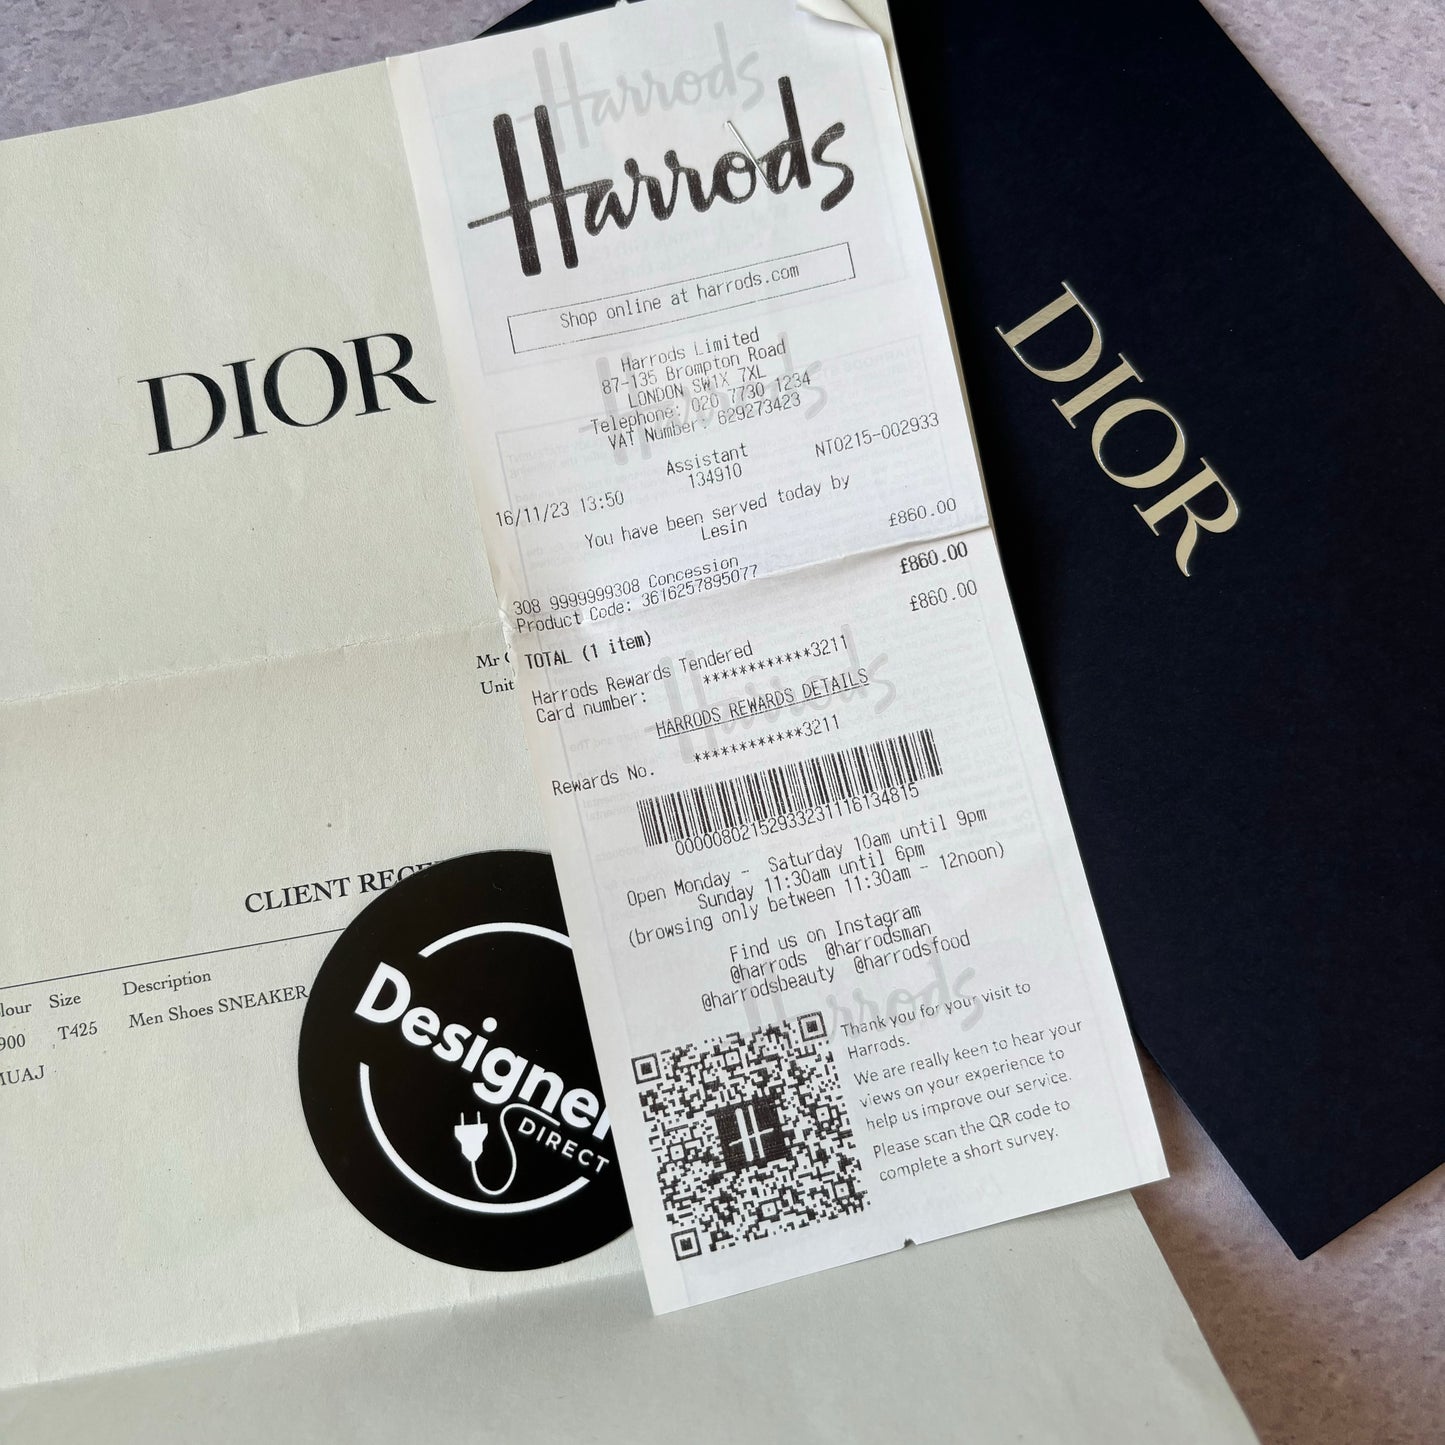 Harrods
Shop online at harrods.com
Harrods Limited
87-135 Brompton Road
LONDON SW1X 7XL
Telephone: 020 7730 1234
VAT Number: 629273423
Assistant
16/11/23 13:50 134910 NT0215-002933
You have been served today by
Lesin
308 9999999308 Concession £860.00
Product Code: 3616257895077
TOTAL (1 item) £860.00
Harrods Rewards Tendered £860.00
Card number: ************3211
HARRODS REWARDS DETAILS
Rewards No. ************3211
00000802152933231116134815
Open Monday - Saturday 10am until 9pm
Sunday 11:30am until 6pm
(browsing only between 11:30am - 12noon)
Find us on Instagram
@harrods @harrodsman
@harrodsbeauty @harrodsfood
Thank you for your visit to
Harrods.
We are really keen to hear your
views on your experience to
help us improve our service.
Please scan the QR code to
complete a short survey.
H
DIOR
Mr
Unit
CLIENT RECE
lour Size Description
900 T425 Men Shoes SNEAKER
MUAJ
Designer
DIRECT
DIOR